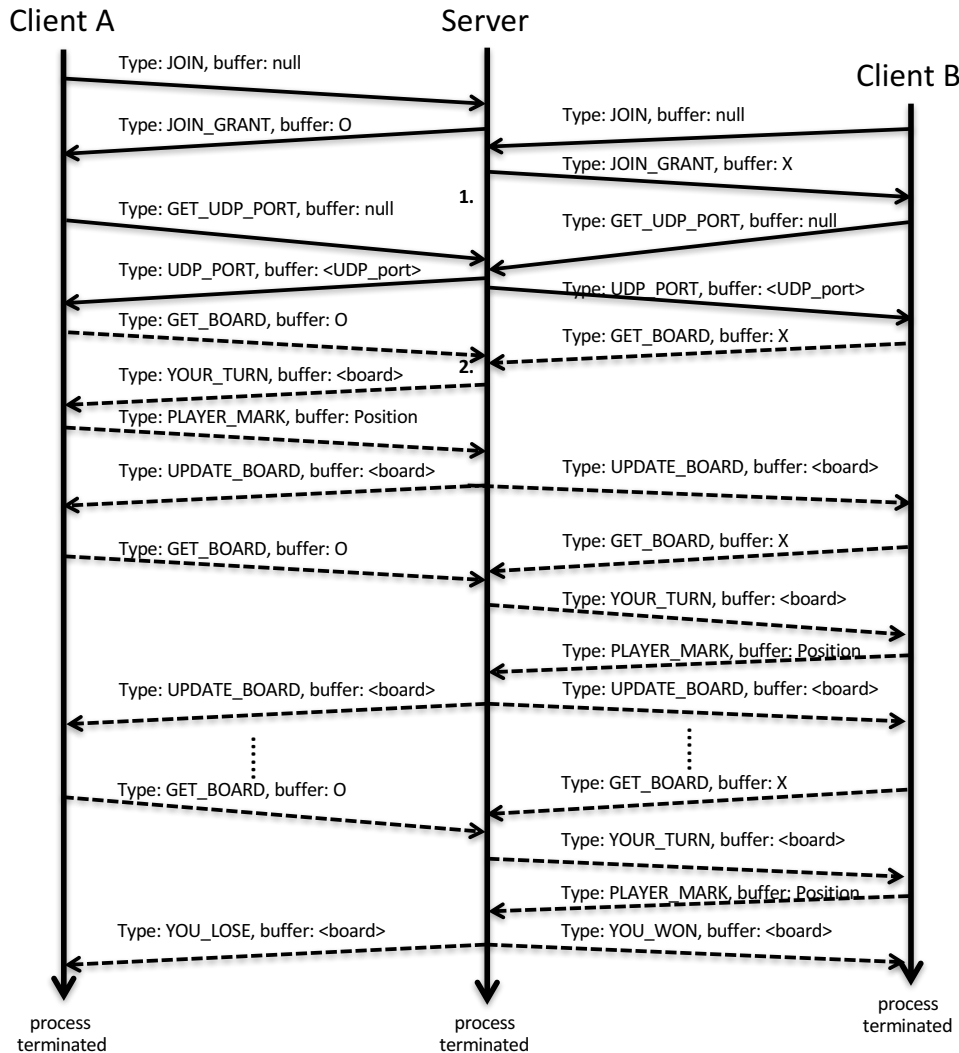 Client A
Server
Client B
Type: JOIN, buffer: null
Type: JOIN_GRANT, buffer: O
Type: JOIN, buffer: null
Type: JOIN_GRANT, buffer: X
1.
Type: GET_UDP_PORT, buffer: null
Type: GET_UDP_PORT, buffer: null
Type: UDP_PORT, buffer: <UDP_port>
Type: UDP_PORT, buffer: <UDP_port>
Type: GET_BOARD, buffer: O
Type: GET_BOARD, buffer: X
2.
Type: YOUR_TURN, buffer: <board>
Type: PLAYER_MARK, buffer: Position
Type: UPDATE_BOARD, buffer: <board>
Type: UPDATE_BOARD, buffer: <board>
Type: GET_BOARD, buffer: O
Type: GET_BOARD, buffer: X
Type: YOUR_TURN, buffer: <board>
Type: PLAYER_MARK, buffer: Position
Type: UPDATE_BOARD, buffer: <board>
Type: UPDATE_BOARD, buffer: <board>
Type: GET_BOARD, buffer: O
Type: GET_BOARD, buffer: X
Type: YOUR_TURN, buffer: <board>
Type: PLAYER_MARK, buffer: Position
Type: YOU_LOSE, buffer: <board>
Type: YOU_WON, buffer: <board>
process
terminated
process
terminated
process
terminated